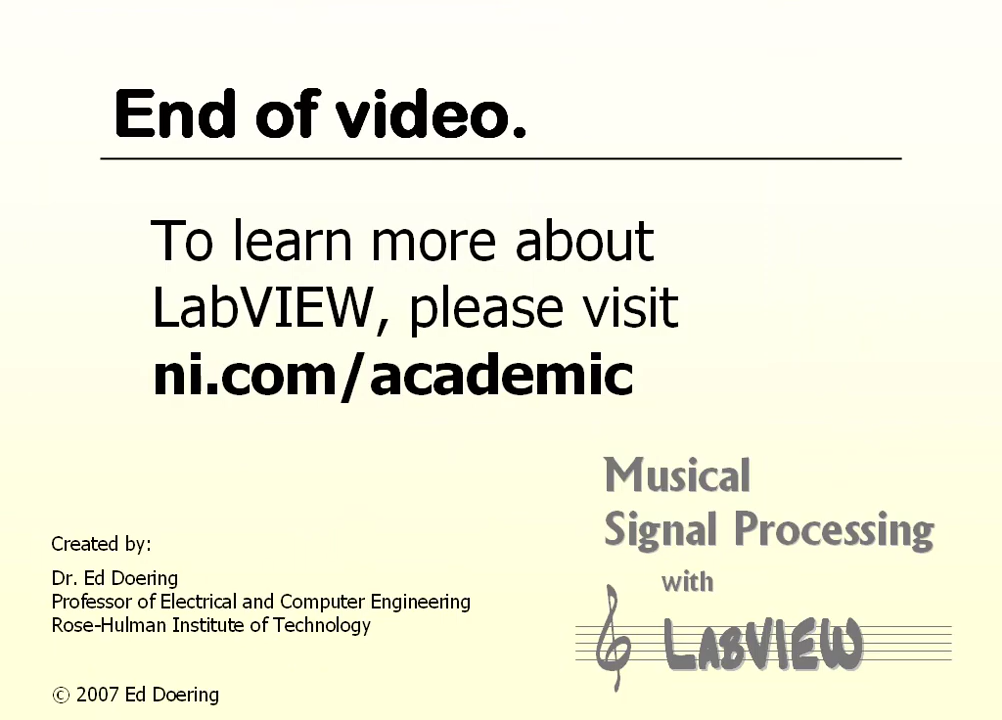 End of video.
To learn more about
LabVIEW, please visit
ni.com/academic
Musical
Signal Processing
with
LABVIEW
Created by:
Dr. Ed Doering
Professor of Electrical and Computer Engineering
Rose-Hulman Institute of Technology
© 2007 Ed Doering